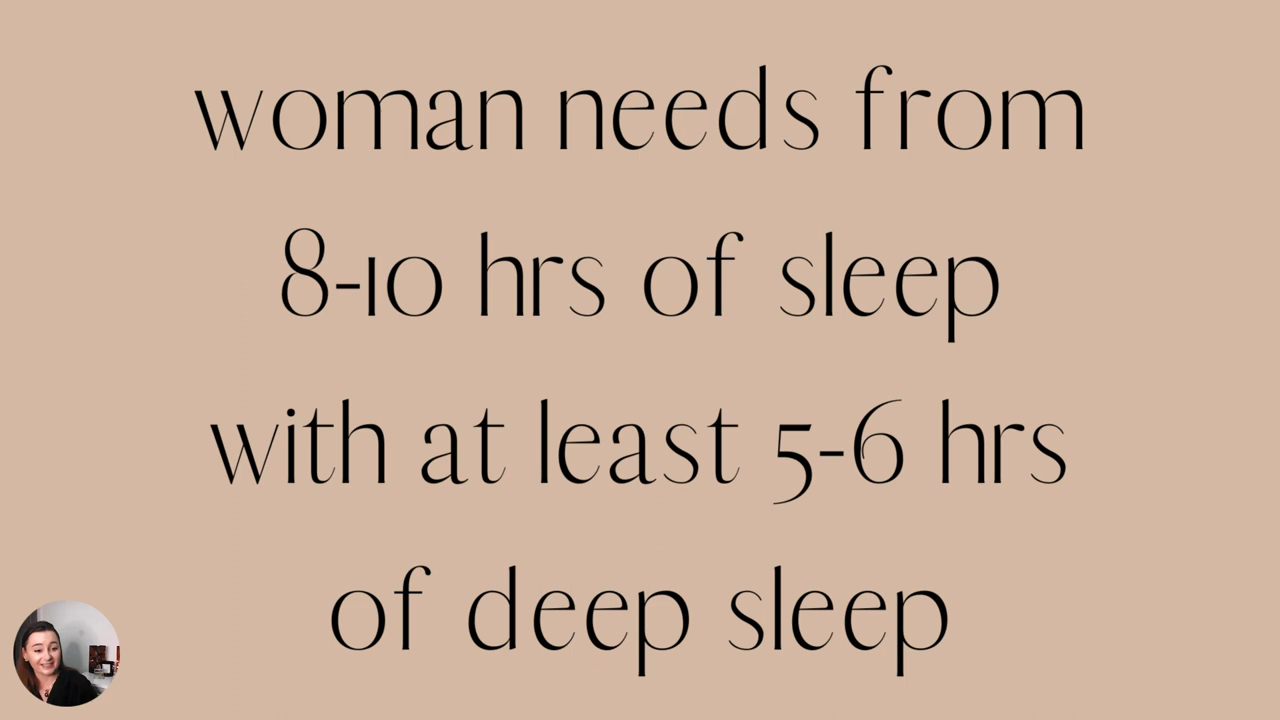 woman needs from
8-10 hrs of sleep
with at least 5-6 hrs
of deep sleep